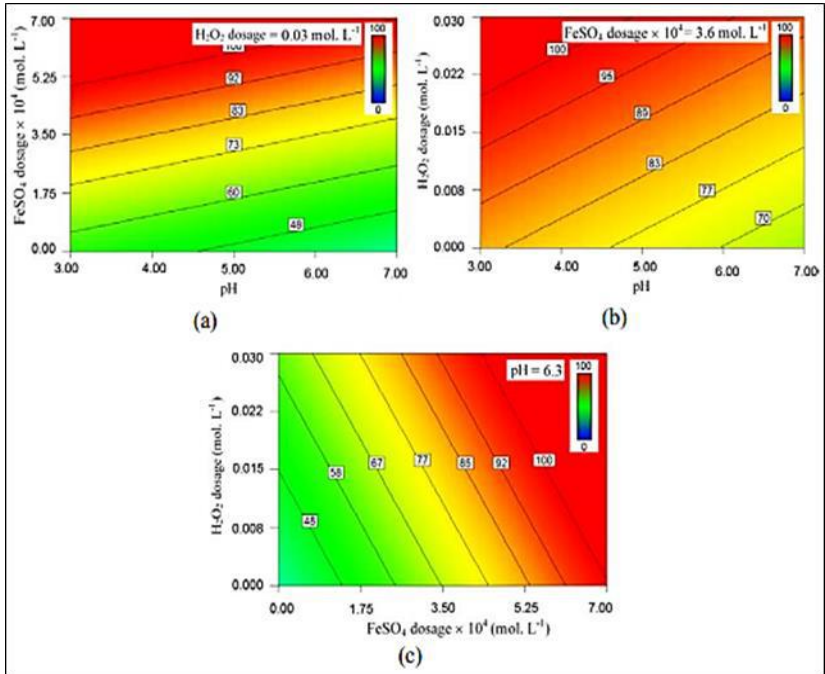 7.00
H₂O₂ dosage = 0.03 mol. L⁻¹
100
0
100
5.25
92
83
3.50
73
1.75
60
48
0.00
3.00 4.00 5.00 6.00 7.00
FeSO₄ dosage × 10⁴ (mol. L⁻¹)
pH
(a)
0.030
FeSO₄ dosage × 10⁴ = 3.6 mol. L⁻¹
100
0
100
0.022
95
89
0.015
83
0.008
77
70
0.000
3.00 4.00 5.00 6.00 7.00
H₂O₂ dosage (mol. L⁻¹)
pH
(b)
0.030
pH = 6.3
100
0
0.022
0.015
48 58 67 77 85 92 100
0.008
0.000
0.00 1.75 3.50 5.25 7.00
H₂O₂ dosage (mol. L⁻¹)
FeSO₄ dosage × 10⁴ (mol. L⁻¹)
(c)